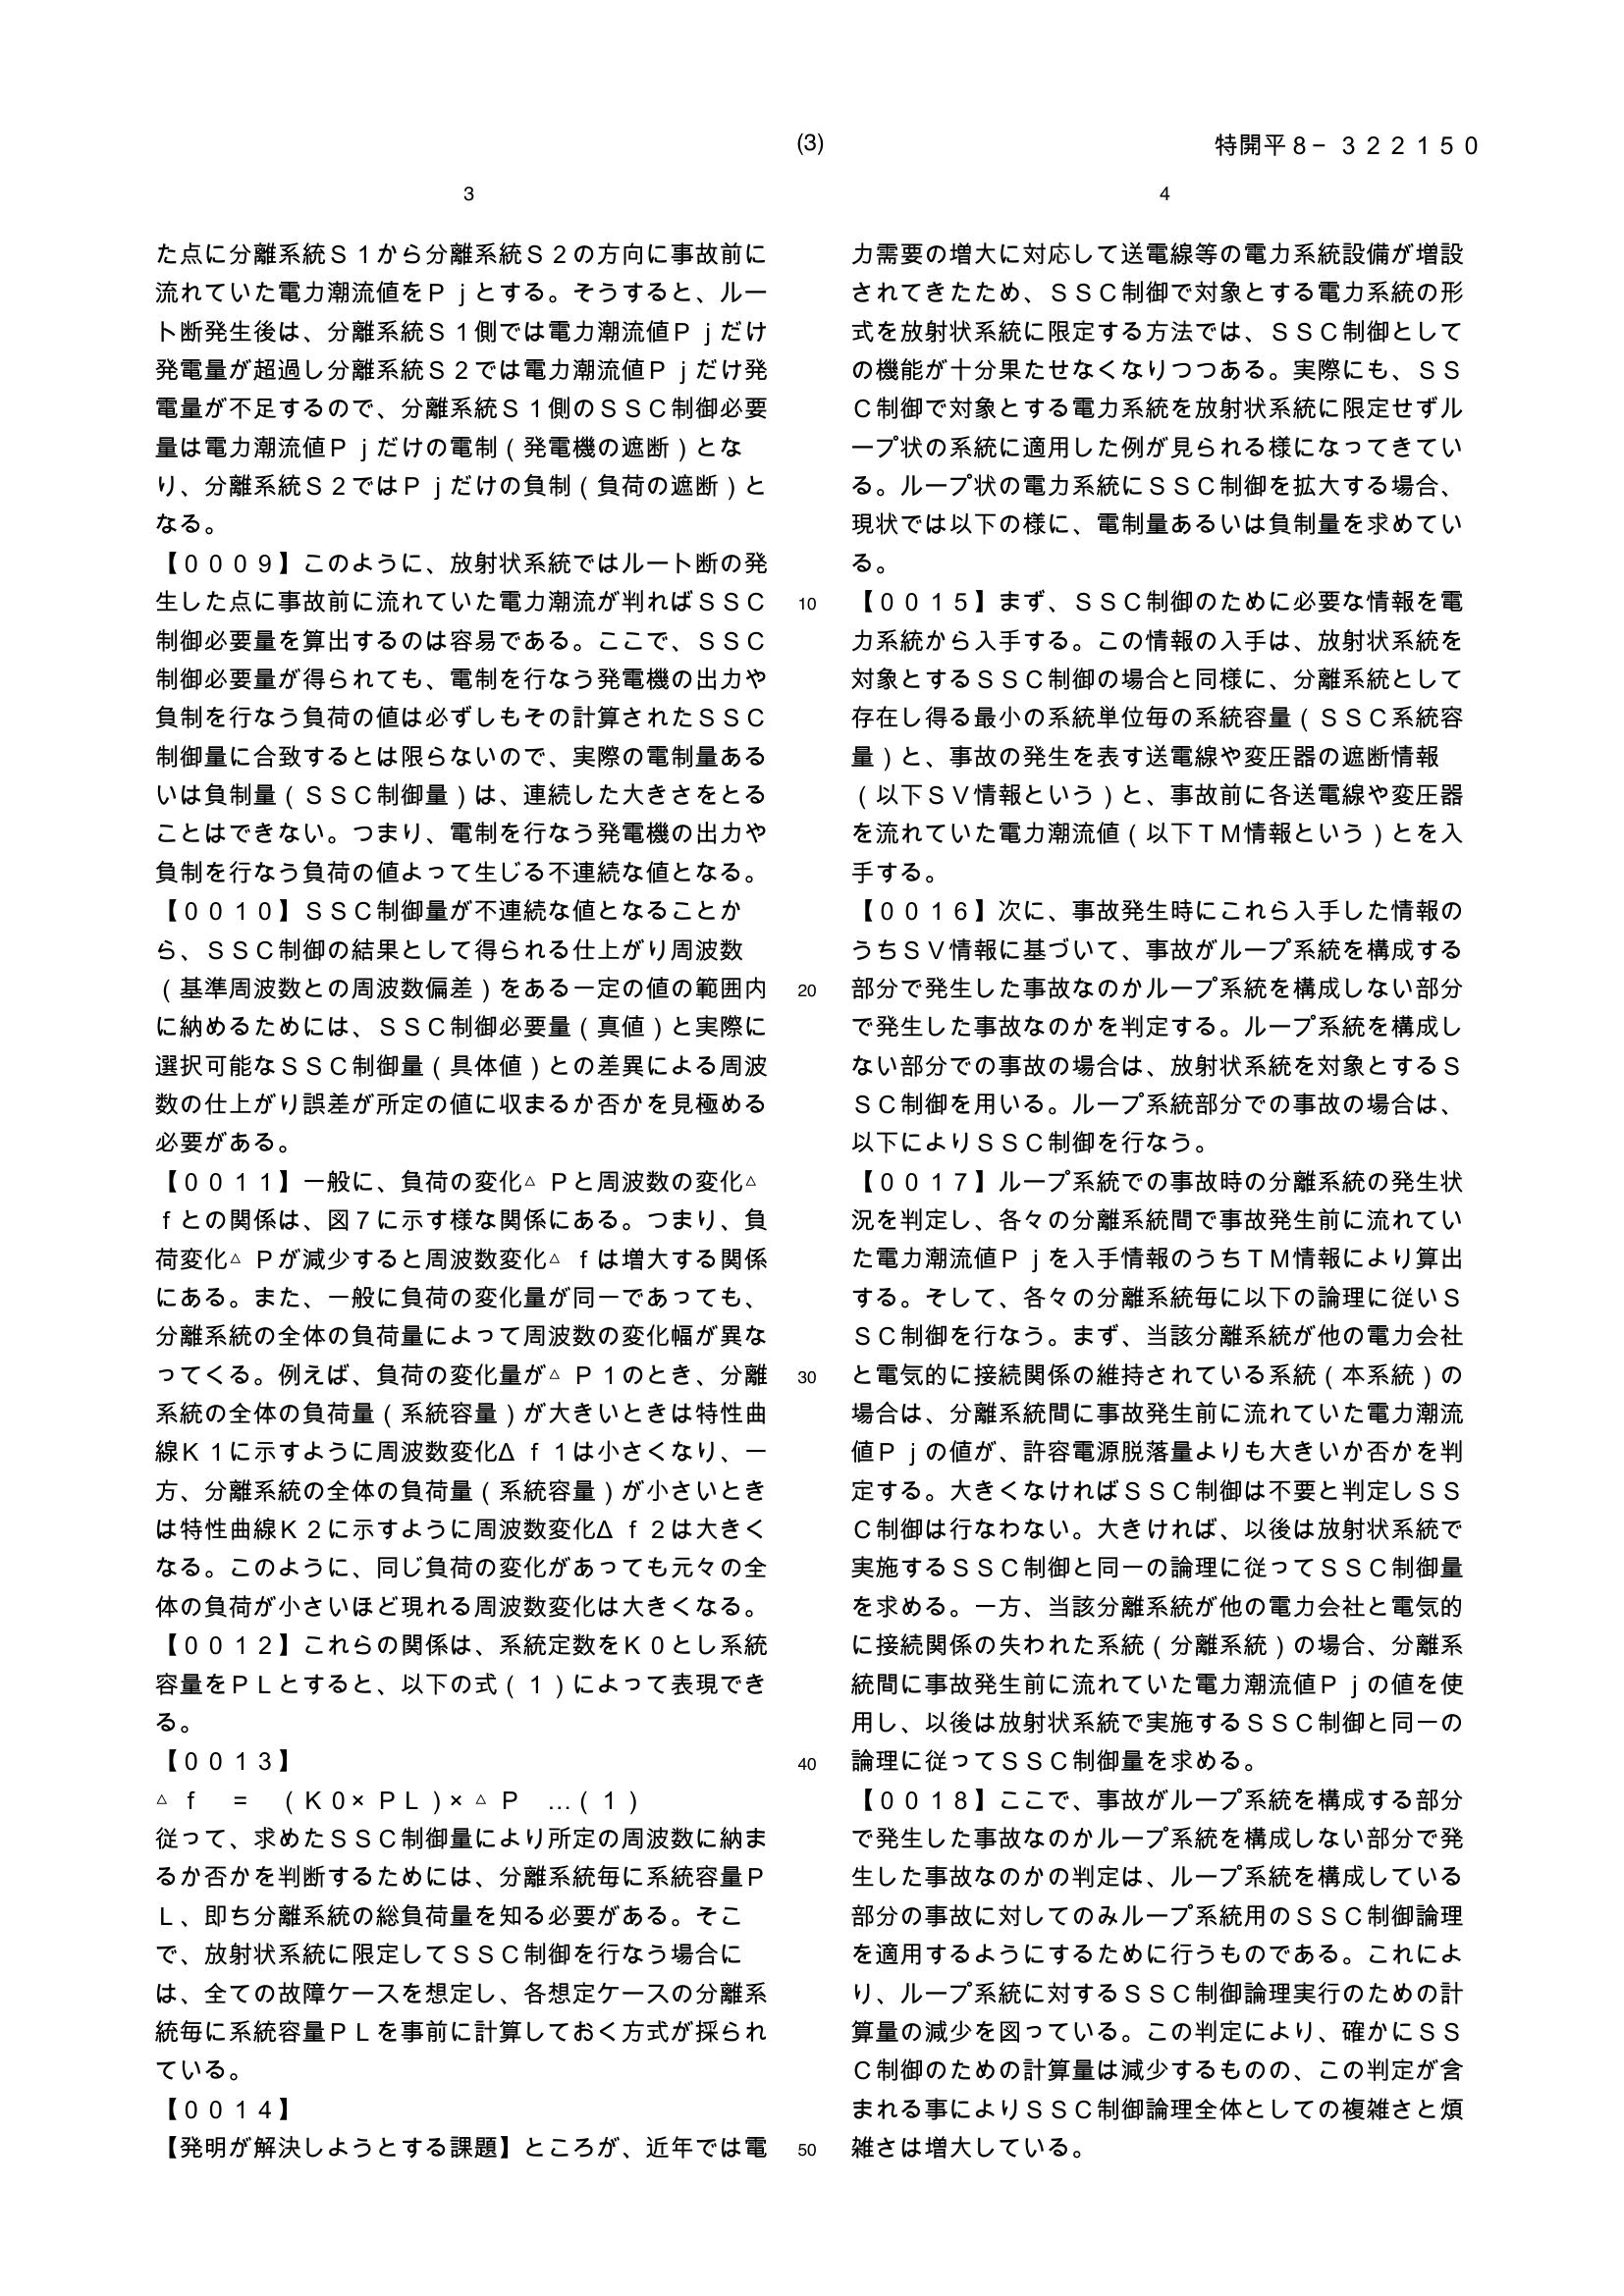 (3)
特開平８−３２２１５０
3
た点に分離系統Ｓ１から分離系統Ｓ２の方向に事故前に
流れていた電力潮流値をＰｊとする。そうすると、ルー
ト断発生後は、分離系統Ｓ１側では電力潮流値Ｐｊだけ
発電量が超過し分離系統Ｓ２では電力潮流値Ｐｊだけ発
電量が不足するので、分離系統Ｓ１側のＳＳＣ制御必要
量は電力潮流値Ｐｊだけの電制（発電機の遮断）とな
り、分離系統Ｓ２ではＰｊだけの負制（負荷の遮断）と
なる。
【０００９】このように、放射状系統ではルート断の発
生した点に事故前に流れていた電力潮流が判ればＳＳＣ
制御必要量を算出するのは容易である。ここで、ＳＳＣ
制御必要量が得られても、電制を行なう発電機の出力や
負制を行なう負荷の値は必ずしもその計算されたＳＳＣ
制御量に合致するとは限らないので、実際の電制量ある
いは負制量（ＳＳＣ制御量）は、連続した大きさをとる
ことはできない。つまり、電制を行なう発電機の出力や
負制を行なう負荷の値よって生じる不連続な値となる。
【００１０】ＳＳＣ制御量が不連続な値となることか
ら、ＳＳＣ制御の結果として得られる仕上がり周波数
（基準周波数との周波数偏差）をある一定の値の範囲内
に納めるためには、ＳＳＣ制御必要量（真値）と実際に
選択可能なＳＳＣ制御量（具体値）との差異による周波
数の仕上がり誤差が所定の値に収まるか否かを見極める
必要がある。
【００１１】一般に、負荷の変化△Ｐと周波数の変化△
ｆとの関係は、図７に示す様な関係にある。つまり、負
荷変化△Ｐが減少すると周波数変化△ｆは増大する関係
にある。また、一般に負荷の変化量が同一であっても、
分離系統の全体の負荷量によって周波数の変化幅が異な
ってくる。例えば、負荷の変化量が△Ｐ１のとき、分離
系統の全体の負荷量（系統容量）が大きいときは特性曲
線Ｋ１に示すように周波数変化Δｆ１は小さくなり、一
方、分離系統の全体の負荷量（系統容量）が小さいとき
は特性曲線Ｋ２に示すように周波数変化Δｆ２は大きく
なる。このように、同じ負荷の変化があっても元々の全
体の負荷が小さいほど現れる周波数変化は大きくなる。
【００１２】これらの関係は、系統定数をＫ０とし系統
容量をＰＬとすると、以下の式（１）によって表現でき
る。
【００１３】
△ｆ　＝　（Ｋ０×ＰＬ）×△Ｐ　…（１）
従って、求めたＳＳＣ制御量により所定の周波数に納ま
るか否かを判断するためには、分離系統毎に系統容量Ｐ
Ｌ、即ち分離系統の総負荷量を知る必要がある。そこ
で、放射状系統に限定してＳＳＣ制御を行なう場合に
は、全ての故障ケースを想定し、各想定ケースの分離系
統毎に系統容量ＰＬを事前に計算しておく方式が採られ
ている。
【００１４】
【発明が解決しようとする課題】ところが、近年では電
10
20
30
40
50
4
力需要の増大に対応して送電線等の電力系統設備が増設
されてきたため、ＳＳＣ制御で対象とする電力系統の形
式を放射状系統に限定する方法では、ＳＳＣ制御として
の機能が十分果たせなくなりつつある。実際にも、ＳＳ
Ｃ制御で対象とする電力系統を放射状系統に限定せずル
ープ状の系統に適用した例が見られる様になってきてい
る。ループ状の電力系統にＳＳＣ制御を拡大する場合、
現状では以下の様に、電制量あるいは負制量を求めてい
る。
【００１５】まず、ＳＳＣ制御のために必要な情報を電
力系統から入手する。この情報の入手は、放射状系統を
対象とするＳＳＣ制御の場合と同様に、分離系統として
存在し得る最小の系統単位毎の系統容量（ＳＳＣ系統容
量）と、事故の発生を表す送電線や変圧器の遮断情報
（以下ＳＶ情報という）と、事故前に各送電線や変圧器
を流れていた電力潮流値（以下ＴＭ情報という）とを入
手する。
【００１６】次に、事故発生時にこれら入手した情報の
うちＳＶ情報に基づいて、事故がループ系統を構成する
部分で発生した事故なのかループ系統を構成しない部分
で発生した事故なのかを判定する。ループ系統を構成し
ない部分での事故の場合は、放射状系統を対象とするＳ
ＳＣ制御を用いる。ループ系統部分での事故の場合は、
以下によりＳＳＣ制御を行なう。
【００１７】ループ系統での事故時の分離系統の発生状
況を判定し、各々の分離系統間で事故発生前に流れてい
た電力潮流値Ｐｊを入手情報のうちＴＭ情報により算出
する。そして、各々の分離系統毎に以下の論理に従いＳ
ＳＣ制御を行なう。まず、当該分離系統が他の電力会社
と電気的に接続関係の維持されている系統（本系統）の
場合は、分離系統間に事故発生前に流れていた電力潮流
値Ｐｊの値が、許容電源脱落量よりも大きいか否かを判
定する。大きくなければＳＳＣ制御は不要と判定しＳＳ
Ｃ制御は行なわない。大きければ、以後は放射状系統で
実施するＳＳＣ制御と同一の論理に従ってＳＳＣ制御量
を求める。一方、当該分離系統が他の電力会社と電気的
に接続関係の失われた系統（分離系統）の場合、分離系
統間に事故発生前に流れていた電力潮流値Ｐｊの値を使
用し、以後は放射状系統で実施するＳＳＣ制御と同一の
論理に従ってＳＳＣ制御量を求める。
【００１８】ここで、事故がループ系統を構成する部分
で発生した事故なのかループ系統を構成しない部分で発
生した事故なのかの判定は、ループ系統を構成している
部分の事故に対してのみループ系統用のＳＳＣ制御論理
を適用するようにするために行うものである。これによ
り、ループ系統に対するＳＳＣ制御論理実行のための計
算量の減少を図っている。この判定により、確かにＳＳ
Ｃ制御のための計算量は減少するものの、この判定が含
まれる事によりＳＳＣ制御論理全体としての複雑さと煩
雑さは増大している。